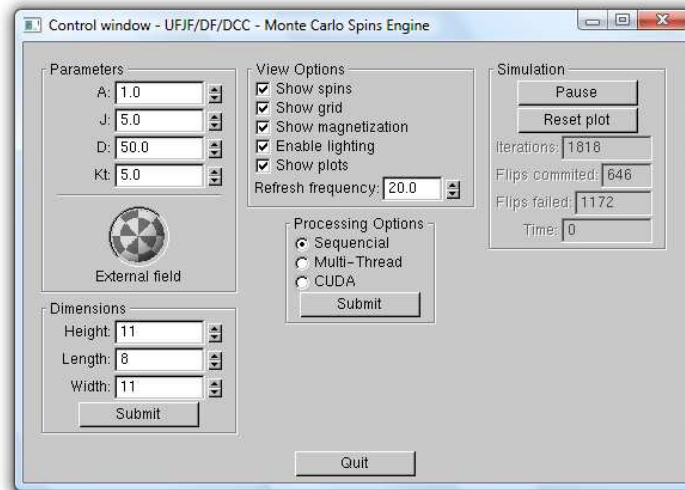 Control window - UFJF/DF/DCC - Monte Carlo Spins Engine
Parameters
A: 1.0
J: 5.0
D: 50.0
Kt: 5.0
External field
Dimensions
Height: 11
Length: 8
Width: 11
Submit
View Options
Show spins
Show grid
Show magnetization
Enable lighting
Show plots
Refresh frequency: 20.0
Processing Options
Sequencial
Multi-Thread
CUDA
Submit
Simulation
Pause
Reset plot
Iterations: 1818
Flips commited: 646
Flips failed: 1172
Time: 0
Quit